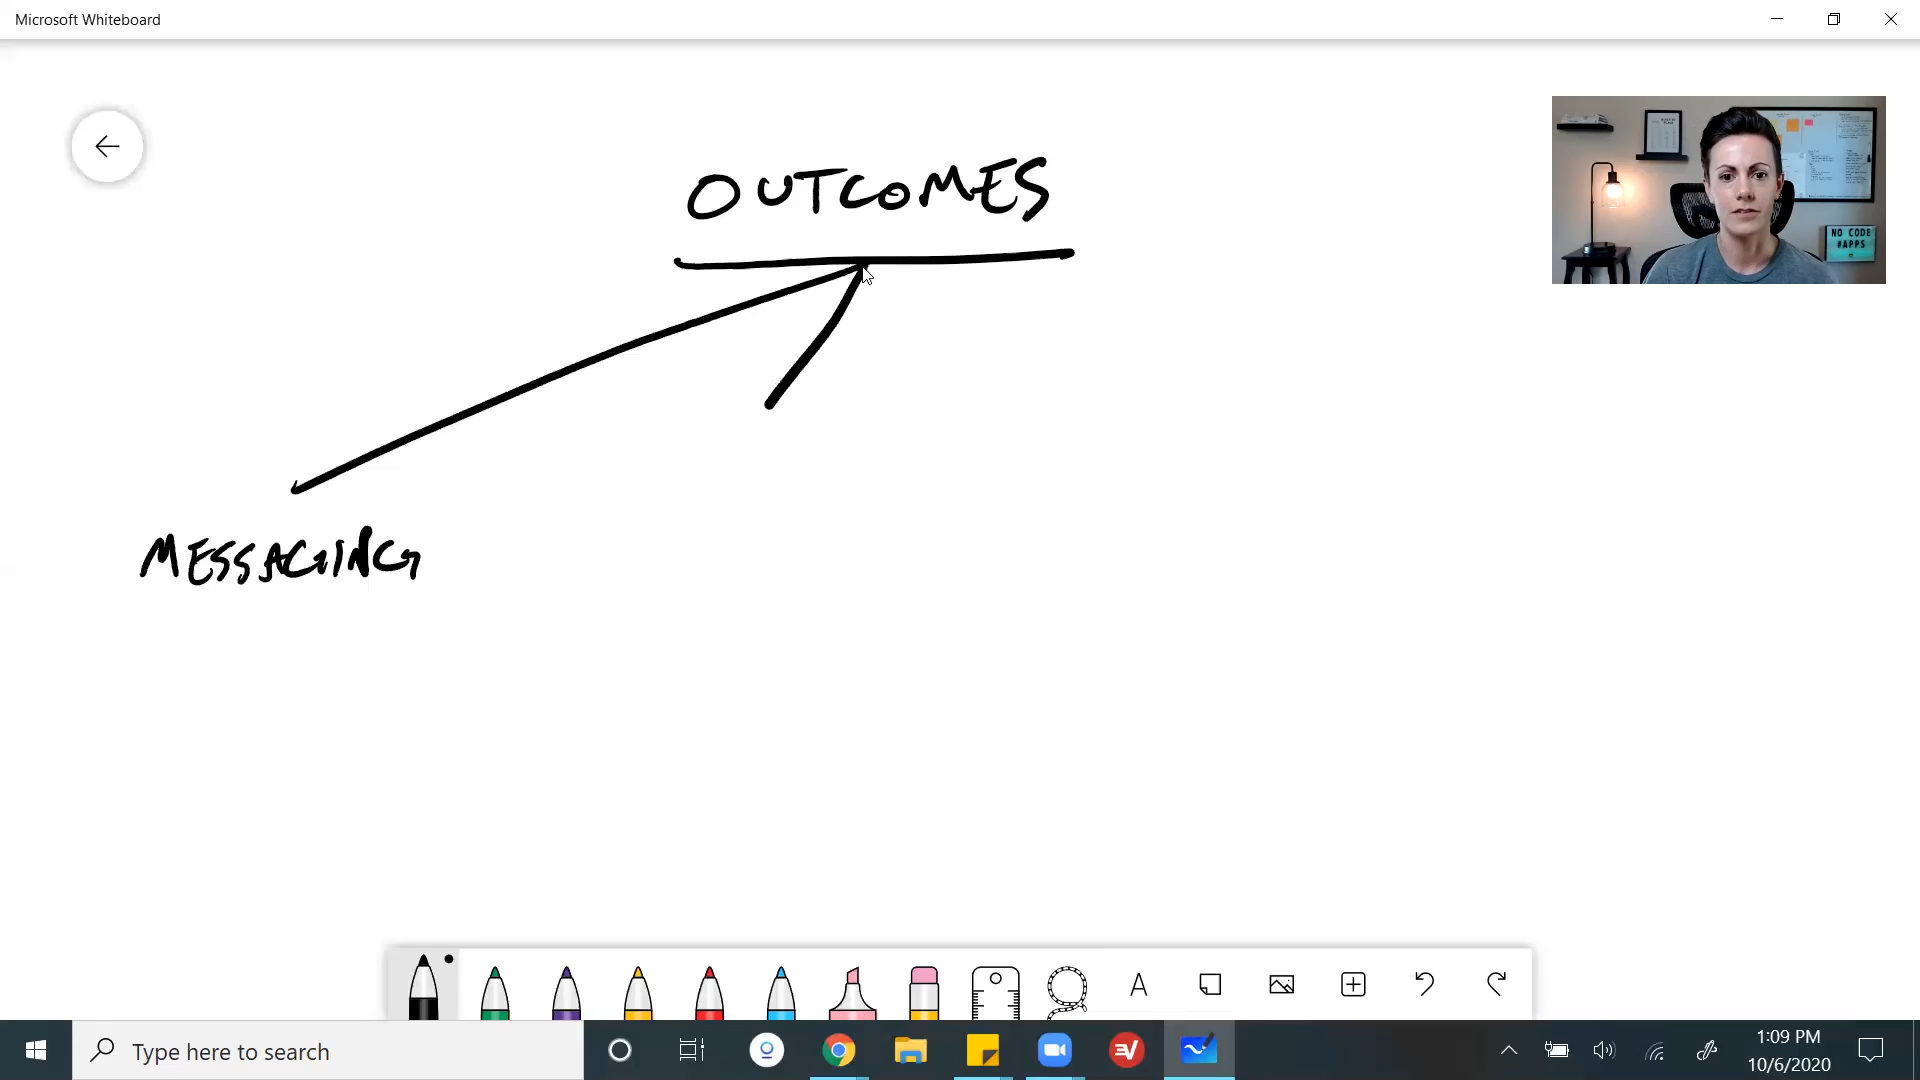 Microsoft Whiteboard
OUTCOMES
NO CODE
#APPS
MESSAGING
A
Type here to search
1:09 PM
10/6/2020